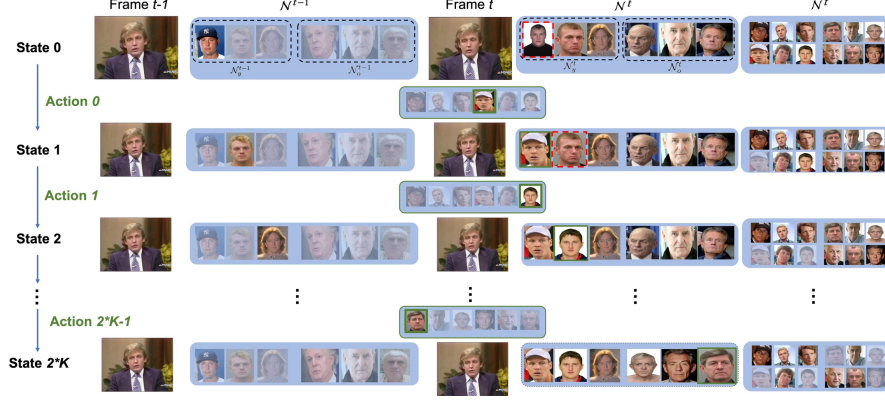 Frame t-1
𝒩^{t-1}
Frame t
𝒩^t
𝒩^t
State 0
𝒩_g^{t-1}
𝒩_o^{t-1}
𝒩_g^t
𝒩_o^t
Action 0
State 1
Action 1
State 2
Action 2*K-1
State 2*K